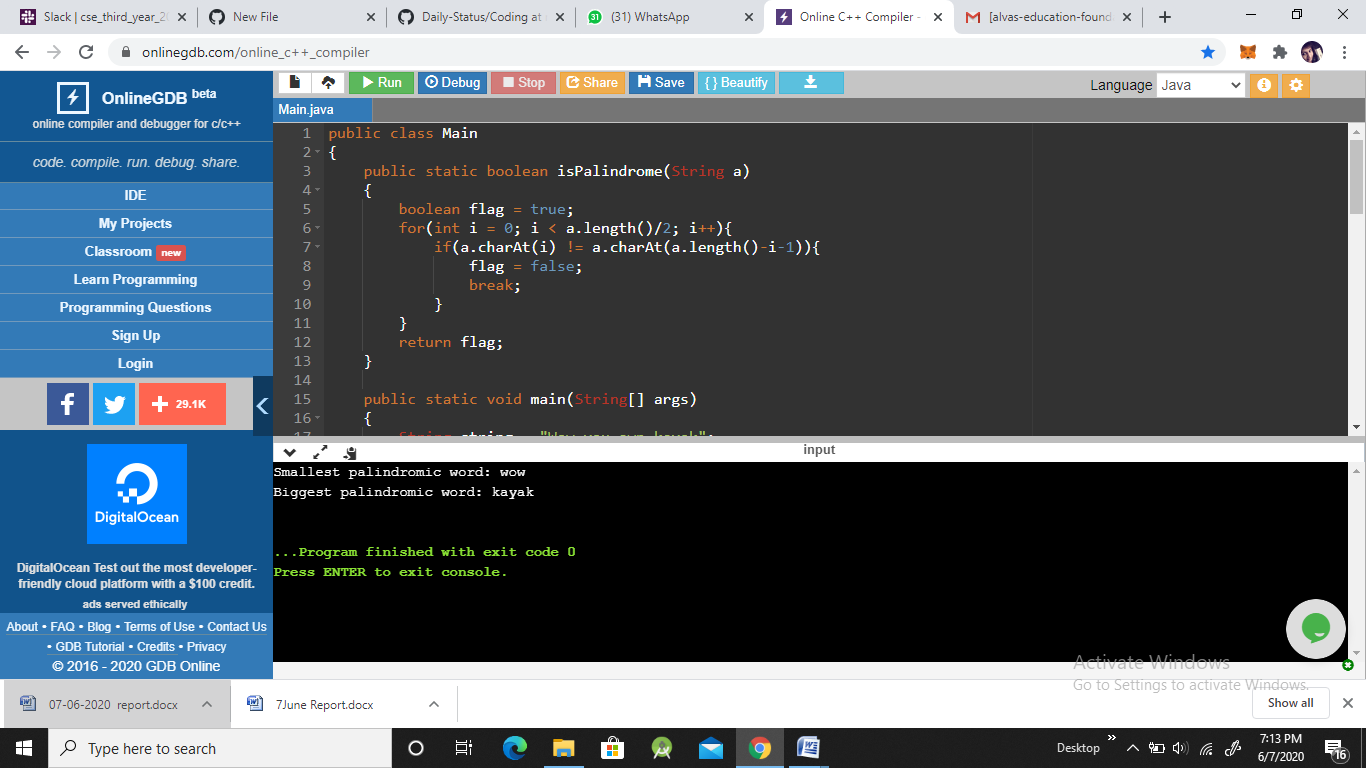 Slack | cse_third_year_2
New File
Daily-Status/Coding at
(31) WhatsApp
Online C++ Compiler -
[alvas-education-found
onlinegdb.com/online_c++_compiler
OnlineGDB beta
online compiler and debugger for c/c++
code. compile. run. debug. share.
IDE
My Projects
Classroom new
Learn Programming
Programming Questions
Sign Up
Login
29.1K
DigitalOcean
DigitalOcean Test out the most developer-
friendly cloud platform with a $100 credit.
ads served ethically
About • FAQ • Blog • Terms of Use • Contact Us
• GDB Tutorial • Credits • Privacy
© 2016 - 2020 GDB Online
Run Debug Stop Share Save { } Beautify
Language Java
Main.java
1 public class Main
2 {
3     public static boolean isPalindrome(String a)
4     {
5         boolean flag = true;
6         for(int i = 0; i < a.length()/2; i++){
7             if(a.charAt(i) != a.charAt(a.length()-i-1)){
8                 flag = false;
9                 break;
10             }
11         }
12         return flag;
13     }
14
15     public static void main(String[] args)
16     {
input
Smallest palindromic word: wow
Biggest palindromic word: kayak
...Program finished with exit code 0
Press ENTER to exit console.
Activate Windows
Go to Settings to activate Windows.
07-06-2020 report.docx
7June Report.docx
Show all
Type here to search
Desktop
7:13 PM
6/7/2020
16